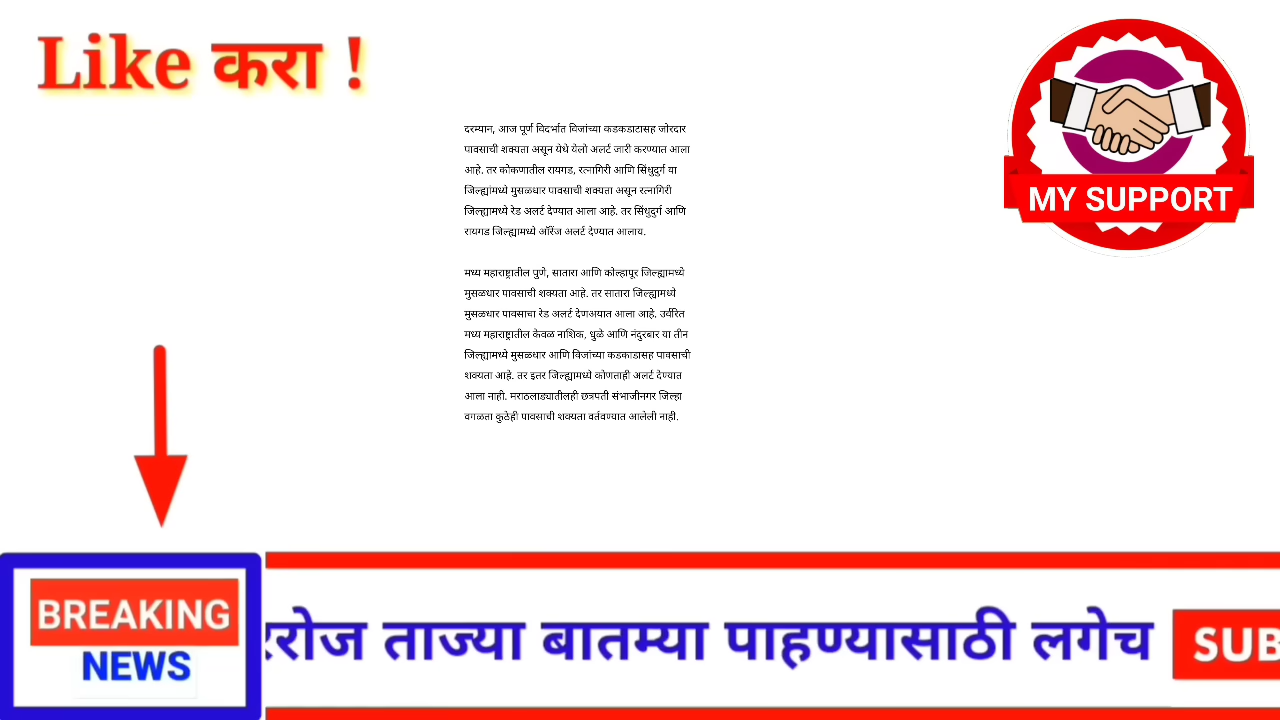 Like करा !
MY SUPPORT
दरम्यान, आज पूर्ण विदर्भात विजांच्या कडकडाटासह जोरदार
पावसाची शक्यता असून येथे येलो अलर्ट जारी करण्यात आला
आहे. तर कोकणातील रायगड, रत्नागिरी आणि सिंधुदुर्ग या
जिल्ह्यांमध्ये मुसळधार पावसाची शक्यता असून रत्नागिरी
जिल्ह्यामध्ये रेड अलर्ट देण्यात आला आहे. तर सिंधुदुर्ग आणि
रायगड जिल्ह्यामध्ये ऑरेंज अलर्ट देण्यात आलाय.
मध्य महाराष्ट्रातील पुणे, सातारा आणि कोल्हापूर जिल्ह्यामध्ये
मुसळधार पावसाची शक्यता आहे. तर सातारा जिल्ह्यामध्ये
मुसळधार पावसाचा रेड अलर्ट देणअयात आला आहे. उर्वरित
मध्य महाराष्ट्रातील केवळ नाशिक, धुळे आणि नंदुरबार या तीन
जिल्ह्यामध्ये मुसळधार आणि विजांच्या कडकाडासह पावसाची
शक्यता आहे. तर इतर जिल्ह्यामध्ये कोणताही अलर्ट देण्यात
आला नाही. मराठलाड्यातीलही छत्रपती संभाजीनगर जिल्हा
वगळता कुठेही पावसाची शक्यता वर्तवण्यात आलेली नाही.
BREAKING
NEWS
ररोज ताज्या बातम्या पाहण्यासाठी लगेच SUB